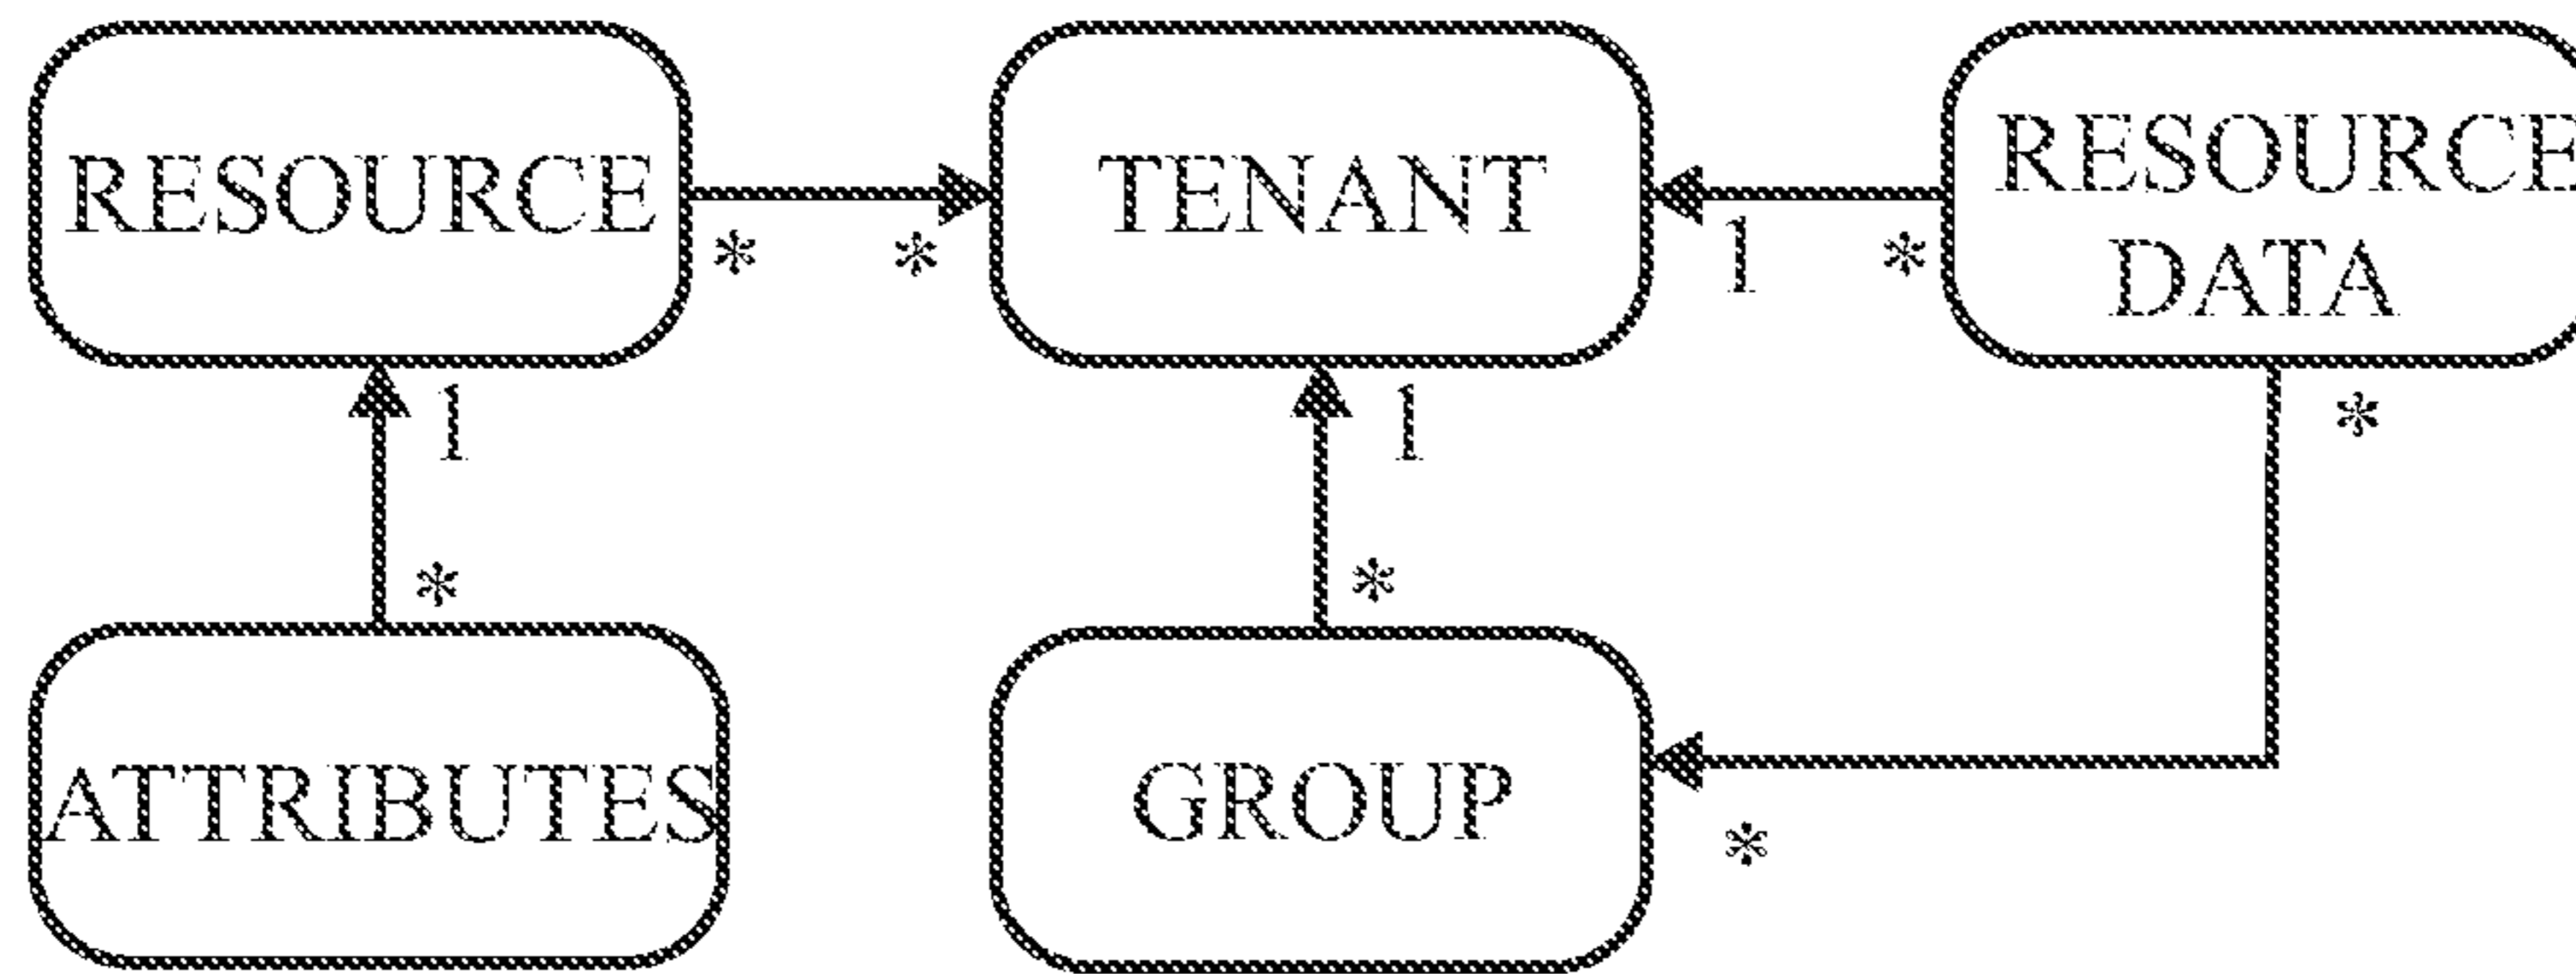 RESOURCE
TENANT
RESOURCE
DATA
* *
1 *
1
1
*
*
*
ATTRIBUTES
GROUP
*